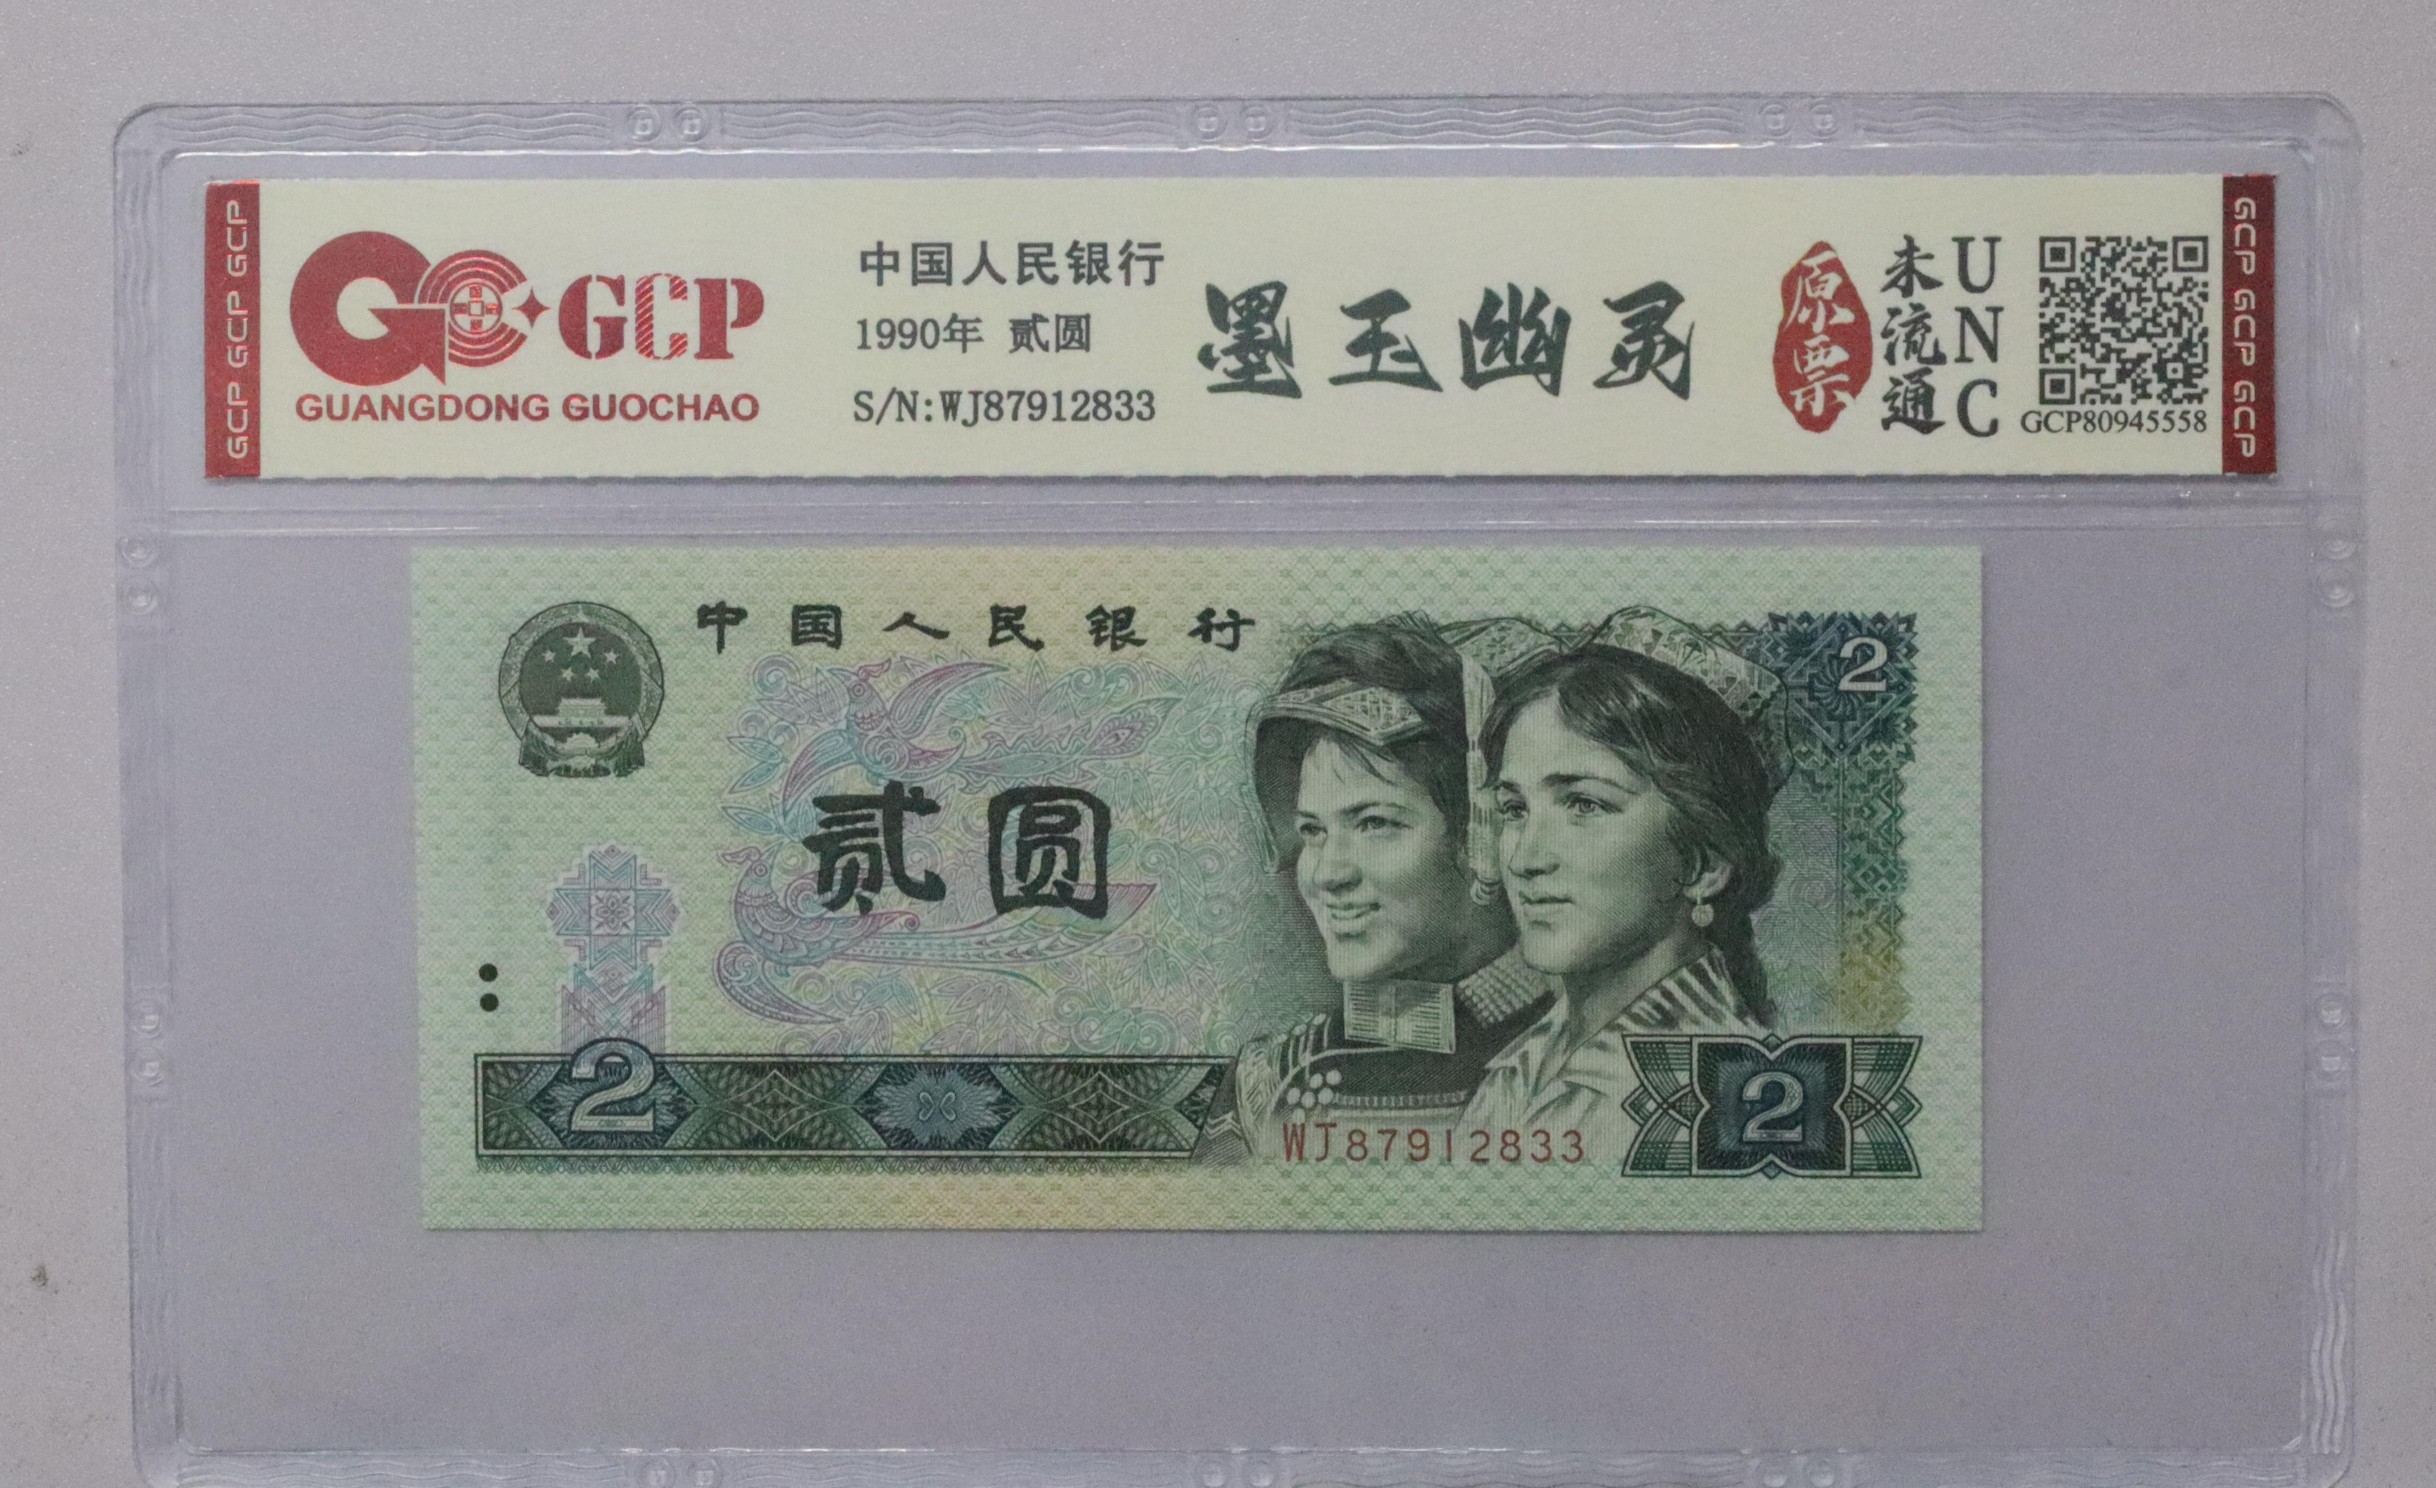 GCP GCP GCP
GCP
GUANGDONG GUOCHAO
中国人民银行
1990年 贰圆
S/N:WJ87912833
墨玉幽灵
原票
未流通
UNC
GCP80945558
GCP GCP GCP
中国人民银行
2
贰圆
2
WJ87912833
2